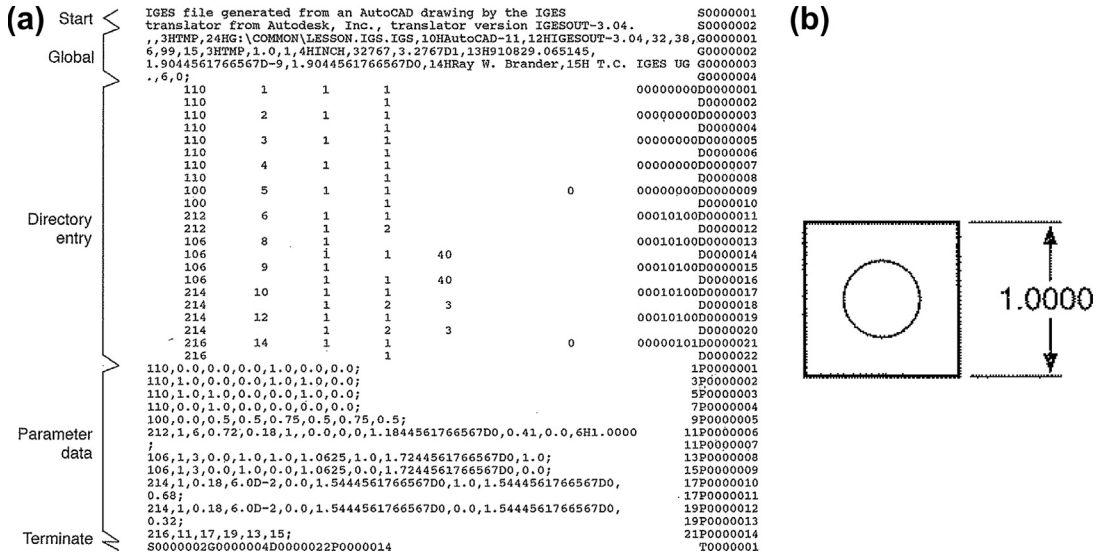 (a)
Start
IGES file generated from an AutoCAD drawing by the IGES S0000001
translator from Autodesk, Inc., translator version IGESOUT-3.04. S0000002
Global
,,3HTMP,24HG:\COMMON\LESSON.IGS.IGS,10HAutoCAD-11,12HIGESOUT-3.04,32,38,G0000001
6,99,15,3HTMP,1.0,1,4HINCH,32767,3.2767D1,13H910829.065145, G0000002
1.9044561766567D-9,1.9044561766567D0,14HRay W. Brander,15H T.C. IGES UG G0000003
.,6,0; G0000004
Directory
entry
110 1 1 1 00000000D0000001
110 1 D0000002
110 2 1 1 00000000D0000003
110 1 D0000004
110 3 1 1 00000000D0000005
110 1 D0000006
110 4 1 1 00000000D0000007
110 1 D0000008
100 5 1 1 0 00000000D0000009
100 1 D0000010
212 6 1 1 00010100D0000011
212 1 2 D0000012
106 8 1 00010100D0000013
106 1 1 40 D0000014
106 9 1 00010100D0000015
106 1 1 40 D0000016
214 10 1 1 00010100D0000017
214 1 2 3 D0000018
214 12 1 1 00010100D0000019
214 1 2 3 D0000020
216 14 1 1 0 00000101D0000021
216 1 D0000022
Parameter
data
110,0.0,0.0,0.0,1.0,0.0,0.0; 1P0000001
110,1.0,0.0,0.0,1.0,1.0,0.0; 3P0000002
110,1.0,1.0,0.0,0.0,1.0,0.0; 5P0000003
110,0.0,1.0,0.0,0.0,0.0,0.0; 7P0000004
100,0.0,0.5,0.5,0.75,0.5,0.75,0.5; 9P0000005
212,1,6,0.72,0.18,1,,0.0,0,0,1.1844561766567D0,0.41,0.0,6H1.0000 11P0000006
; 11P0000007
106,1,3,0.0,1.0,1.0,1.0625,1.0,1.7244561766567D0,1.0; 13P0000008
106,1,3,0.0,1.0,0.0,1.0625,0.0,1.7244561766567D0,0.0; 15P0000009
214,1,0.18,6.0D-2,0.0,1.5444561766567D0,1.0,1.5444561766567D0, 17P0000010
0.68; 17P0000011
214,1,0.18,6.0D-2,0.0,1.5444561766567D0,0.0,1.5444561766567D0, 19P0000012
0.32; 19P0000013
216,11,17,19,13,15; 21P0000014
Terminate
S0000002G0000004D0000022P0000014 T0000001
(b)
1.0000